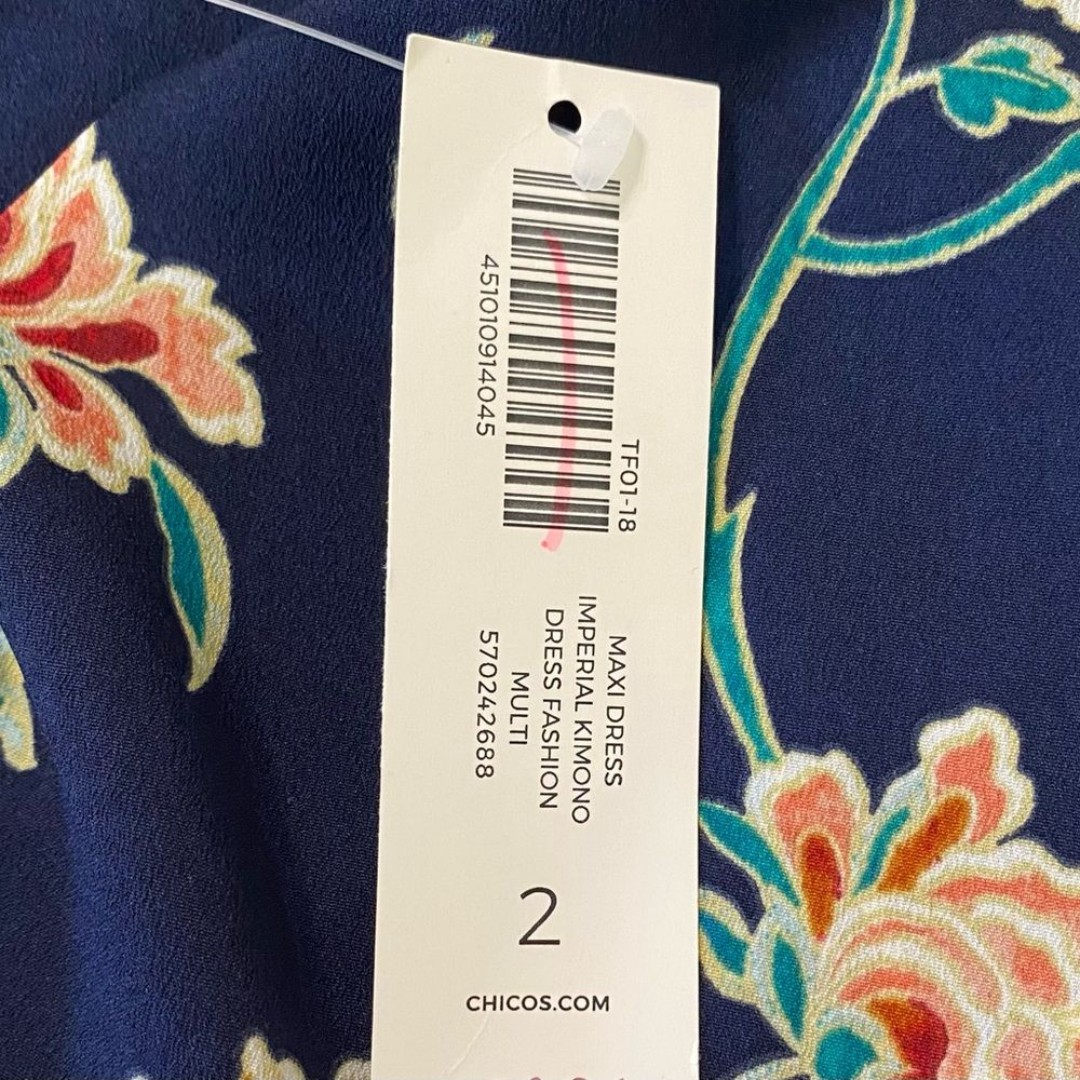 TF01-18
451010914045
MAXI DRESS
IMPERIAL KIMONO
DRESS FASHION
MULTI
570242688
2
CHICOS.COM